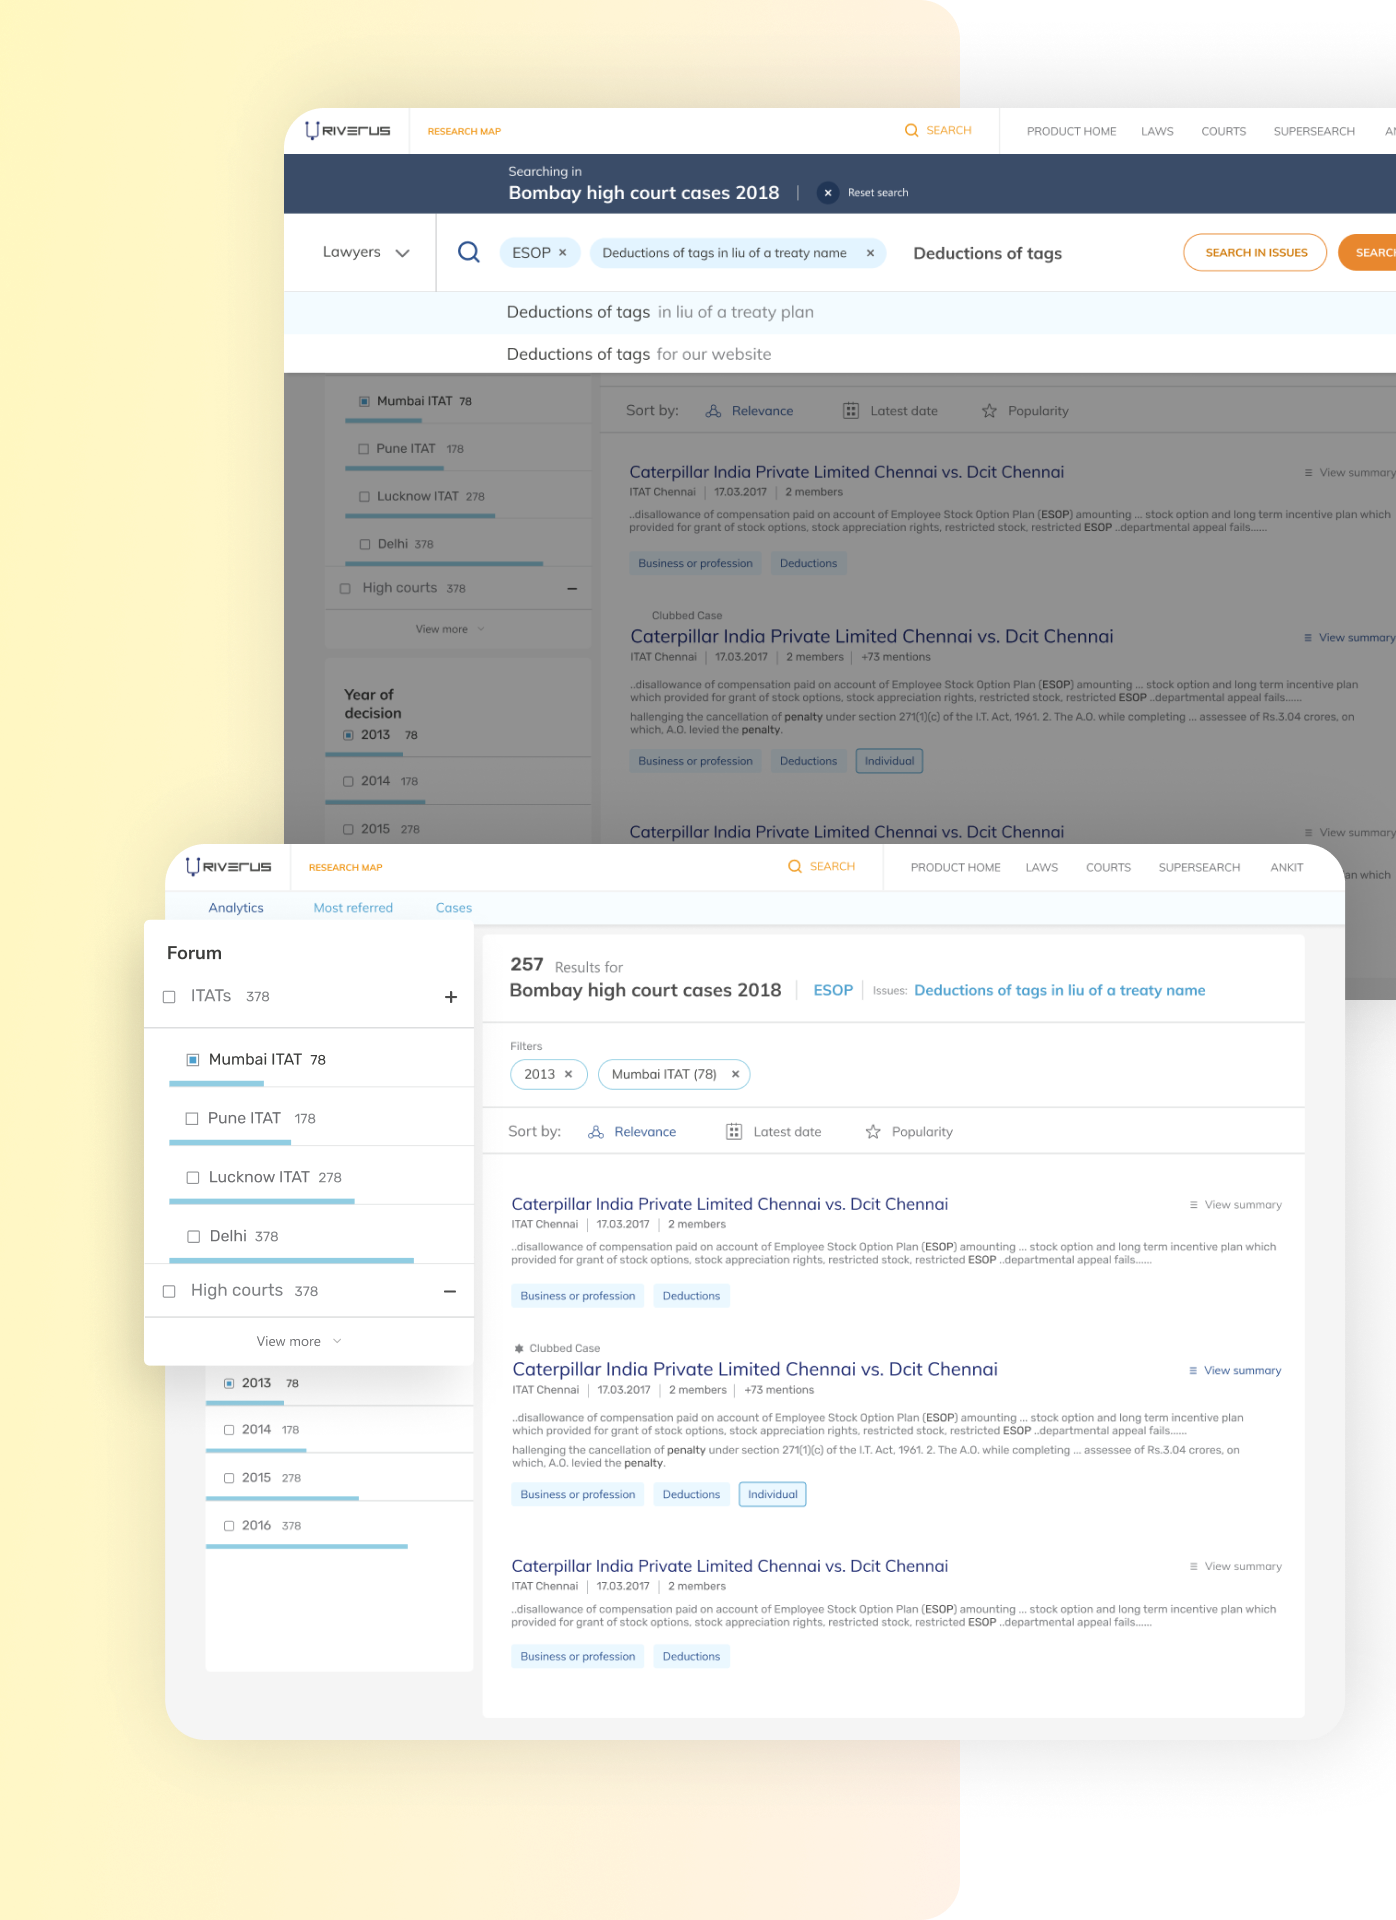 RIVERUS
RESEARCH MAP
SEARCH
PRODUCT HOME
LAWS
COURTS
SUPERSEARCH
Searching in
Bombay high court cases 2018
× Reset search
Lawyers
ESOP ×
Deductions of tags in liu of a treaty name ×
Deductions of tags
SEARCH IN ISSUES
Deductions of tags in liu of a treaty plan
Deductions of tags for our website
Mumbai ITAT 78
Pune ITAT 178
Lucknow ITAT 278
Delhi 378
High courts 378
View more
Year of
decision
2013 78
2014 178
2015 278
Sort by:
Relevance
Latest date
Popularity
Caterpillar India Private Limited Chennai vs. Dcit Chennai
View summary
ITAT Chennai | 17.03.2017 | 2 members
..disallowance of compensation paid on account of Employee Stock Option Plan (ESOP) amounting ... stock option and long term incentive plan which
provided for grant of stock options, stock appreciation rights, restricted stock, restricted ESOP ..departmental appeal fails......
Business or profession
Deductions
Clubbed Case
Caterpillar India Private Limited Chennai vs. Dcit Chennai
View summary
ITAT Chennai | 17.03.2017 | 2 members | +73 mentions
..disallowance of compensation paid on account of Employee Stock Option Plan (ESOP) amounting ... stock option and long term incentive plan
which provided for grant of stock options, stock appreciation rights, restricted stock, restricted ESOP ..departmental appeal fails......
hallenging the cancellation of penalty under section 271(1)(c) of the I.T. Act, 1961. 2. The A.O. while completing ... assessee of Rs.3.04 crores, on
which, A.O. levied the penalty.
Business or profession
Deductions
Individual
Caterpillar India Private Limited Chennai vs. Dcit Chennai
View summary
an which
RIVERUS
RESEARCH MAP
SEARCH
PRODUCT HOME
LAWS
COURTS
SUPERSEARCH
ANKIT
Analytics
Most referred
Cases
Forum
ITATs 378 +
Mumbai ITAT 78
Pune ITAT 178
Lucknow ITAT 278
Delhi 378
High courts 378 –
View more
2013 78
2014 178
2015 278
2016 378
257 Results for
Bombay high court cases 2018 | ESOP | Issues: Deductions of tags in liu of a treaty name
Filters
2013 ×
Mumbai ITAT (78) ×
Sort by:
Relevance
Latest date
Popularity
Caterpillar India Private Limited Chennai vs. Dcit Chennai
View summary
ITAT Chennai | 17.03.2017 | 2 members
..disallowance of compensation paid on account of Employee Stock Option Plan (ESOP) amounting ... stock option and long term incentive plan which
provided for grant of stock options, stock appreciation rights, restricted stock, restricted ESOP ..departmental appeal fails......
Business or profession
Deductions
Clubbed Case
Caterpillar India Private Limited Chennai vs. Dcit Chennai
View summary
ITAT Chennai | 17.03.2017 | 2 members | +73 mentions
..disallowance of compensation paid on account of Employee Stock Option Plan (ESOP) amounting ... stock option and long term incentive plan
which provided for grant of stock options, stock appreciation rights, restricted stock, restricted ESOP ..departmental appeal fails......
hallenging the cancellation of penalty under section 271(1)(c) of the I.T. Act, 1961. 2. The A.O. while completing ... assessee of Rs.3.04 crores, on
which, A.O. levied the penalty.
Business or profession
Deductions
Individual
Caterpillar India Private Limited Chennai vs. Dcit Chennai
View summary
ITAT Chennai | 17.03.2017 | 2 members
..disallowance of compensation paid on account of Employee Stock Option Plan (ESOP) amounting ... stock option and long term incentive plan which
provided for grant of stock options, stock appreciation rights, restricted stock, restricted ESOP ..departmental appeal fails......
Business or profession
Deductions